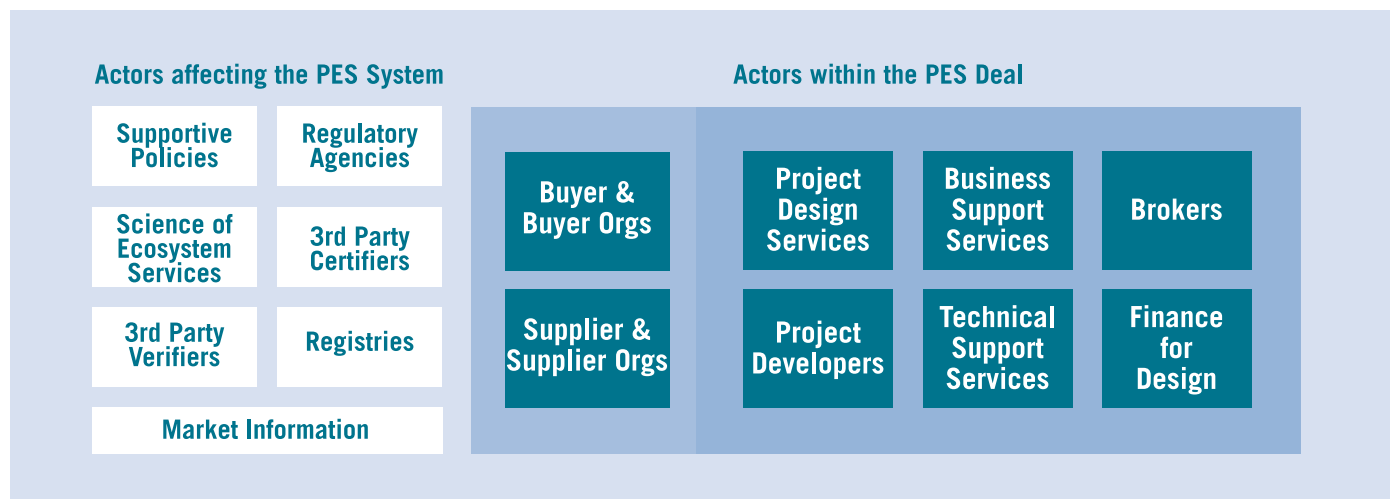 Actors affecting the PES System
Supportive
Policies
Regulatory
Agencies
Science of
Ecosystem
Services
3rd Party
Certifiers
3rd Party
Verifiers
Registries
Market Information
Actors within the PES Deal
Buyer &
Buyer Orgs
Project
Design
Services
Business
Support
Services
Brokers
Supplier &
Supplier Orgs
Project
Developers
Technical
Support
Services
Finance
for
Design